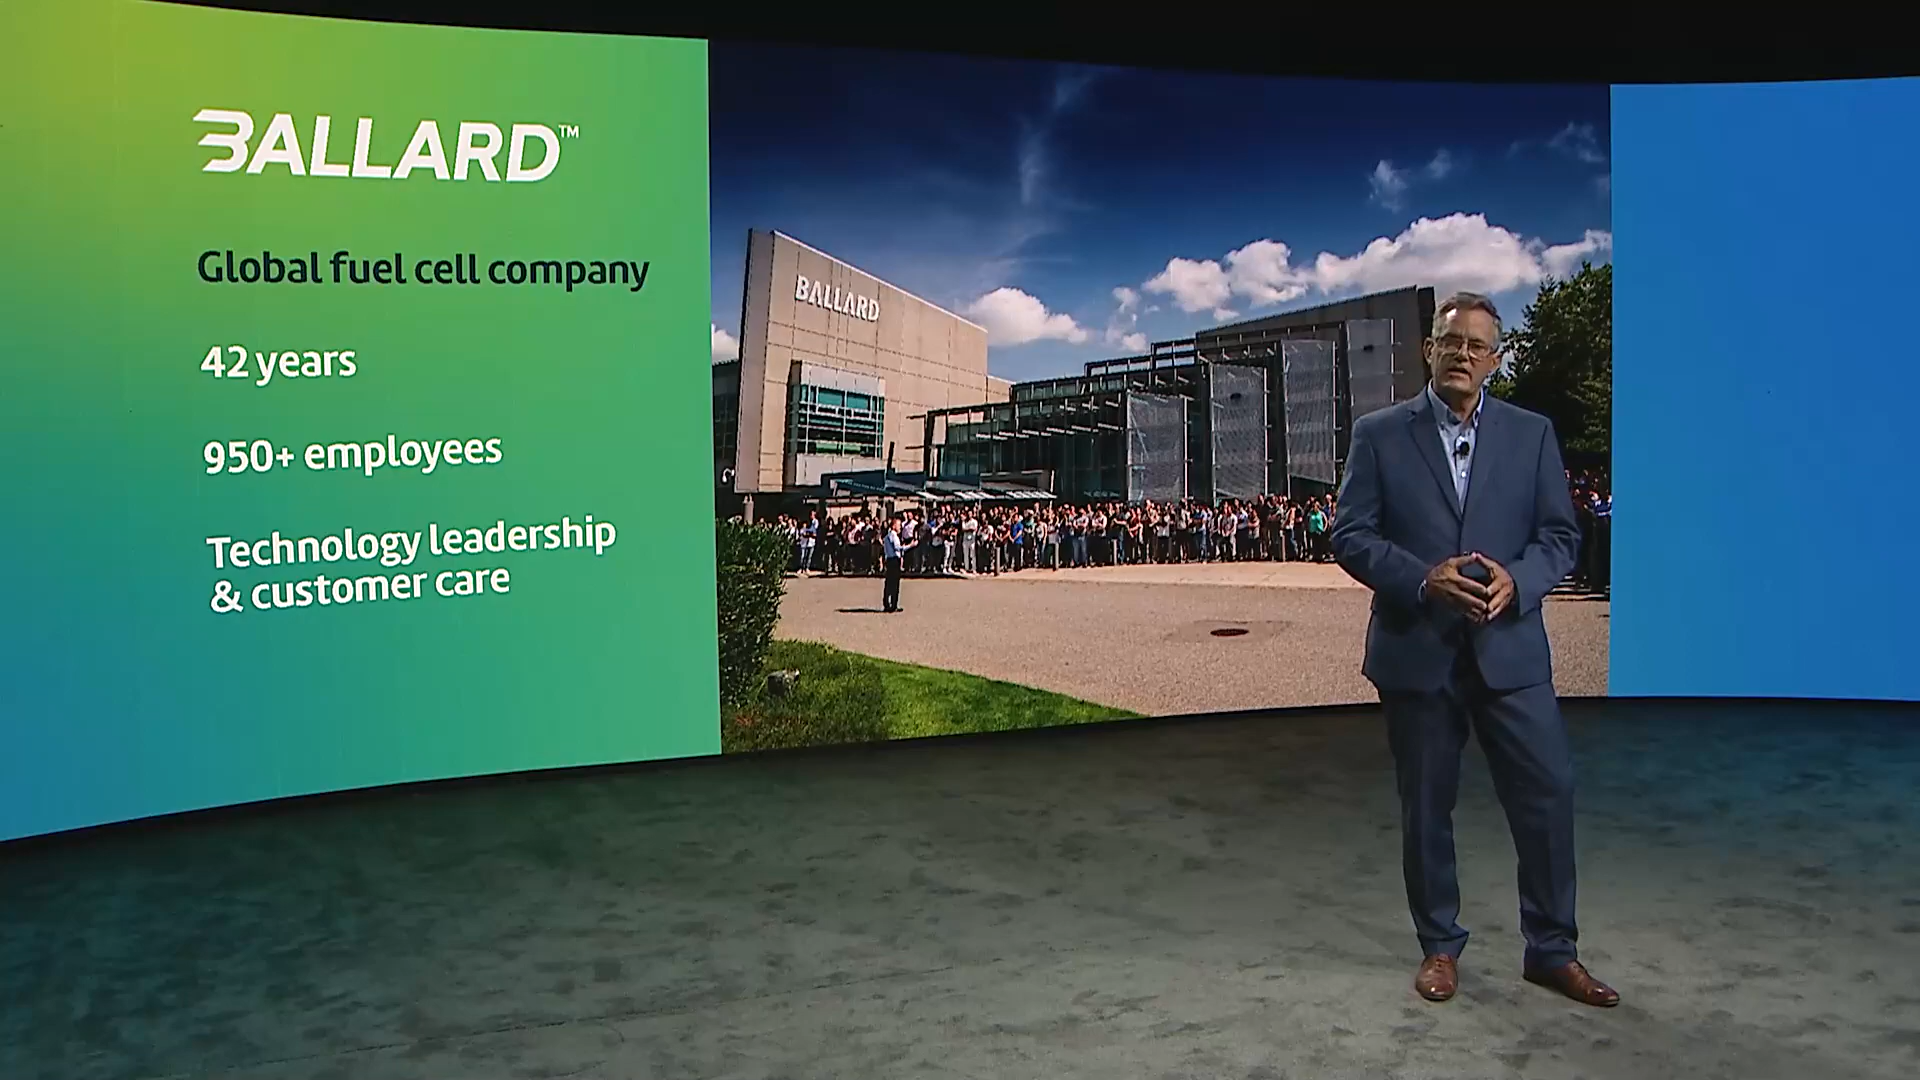 BALLARD™
Global fuel cell company
42 years
950+ employees
Technology leadership
& customer care
BALLARD